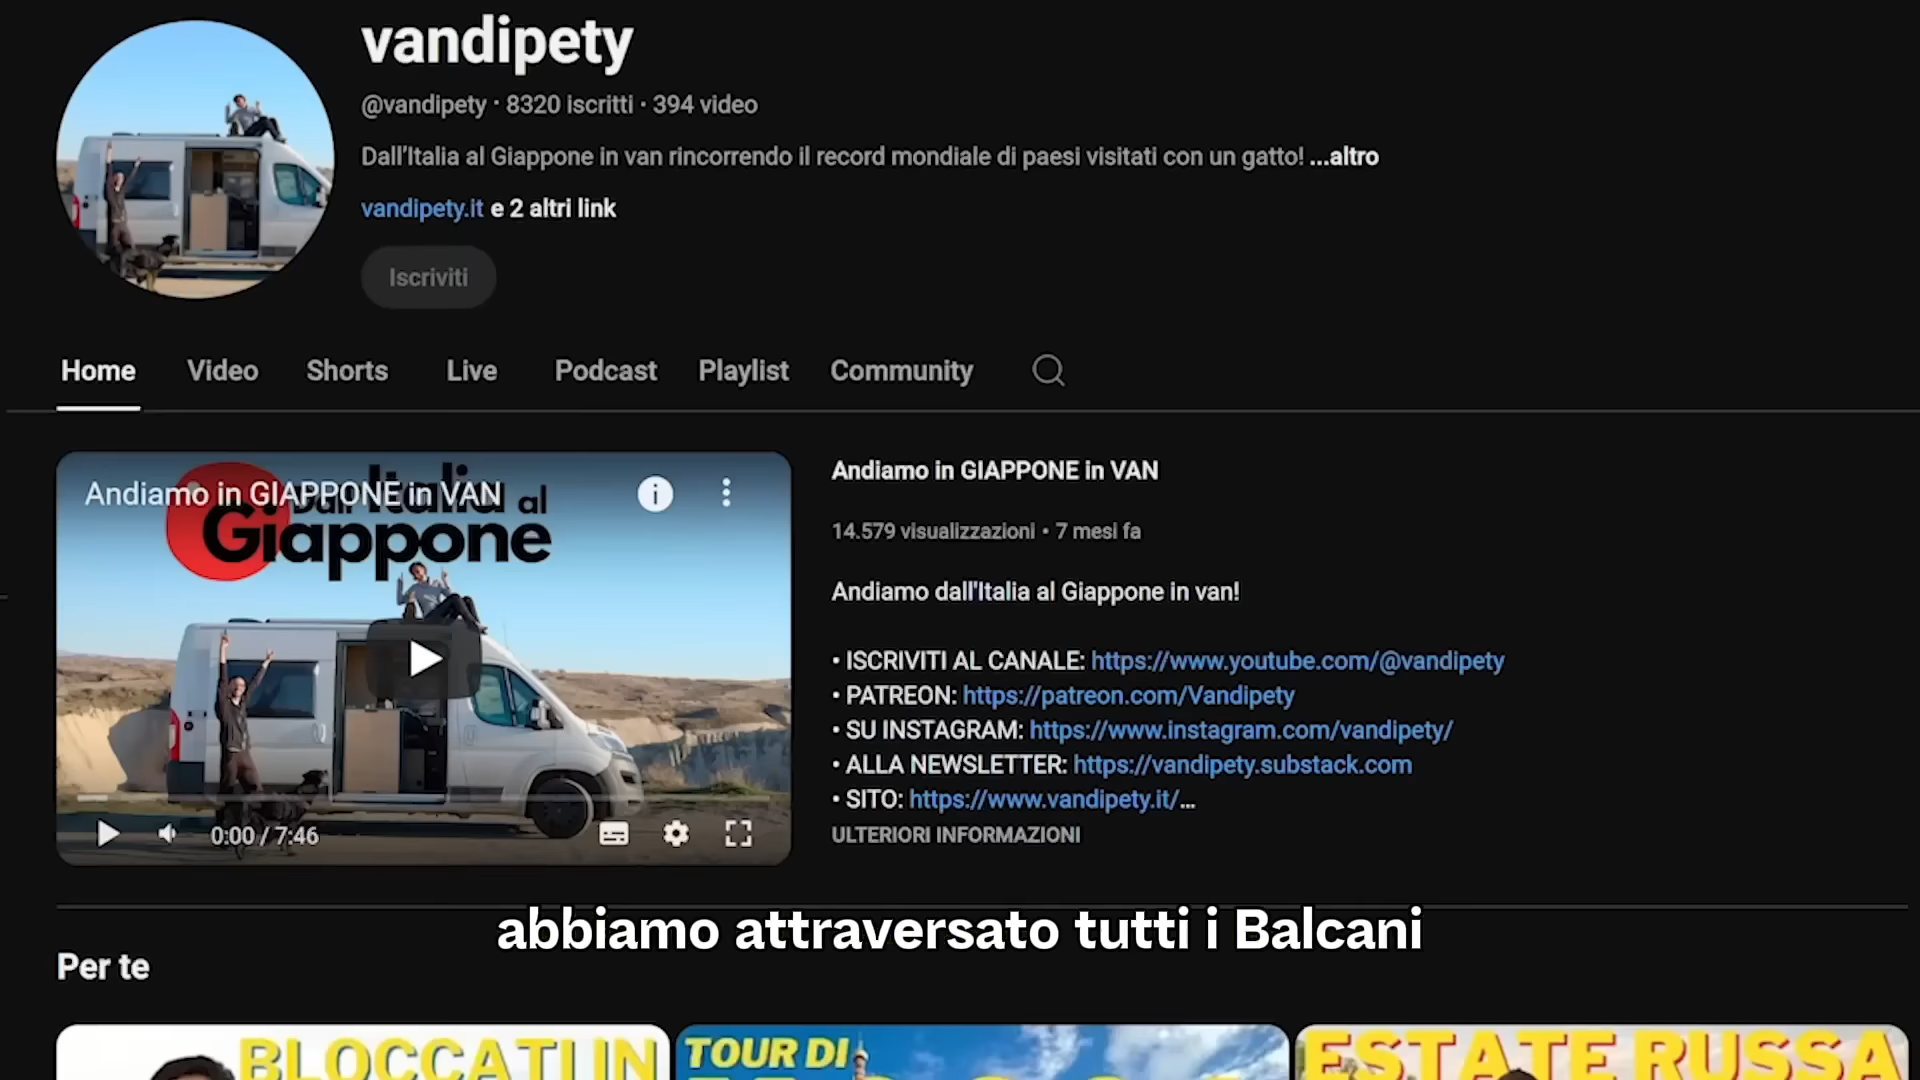 vandipety
@vandipety · 8320 iscritti · 394 video
Dall'Italia al Giappone in van rincorrendo il record mondiale di paesi visitati con un gatto! ...altro
vandipety.it e 2 altri link
Iscriviti
Home Video Shorts Live Podcast Playlist Community
Andiamo in GIAPPONE in VAN
Dall'Italia al
Giappone
0:00 / 7:46
Andiamo in GIAPPONE in VAN
14.579 visualizzazioni • 7 mesi fa
Andiamo dall'Italia al Giappone in van!
• ISCRIVITI AL CANALE: https://www.youtube.com/@vandipety
• PATREON: https://patreon.com/Vandipety
• SU INSTAGRAM: https://www.instagram.com/vandipety/
• ALLA NEWSLETTER: https://vandipety.substack.com
• SITO: https://www.vandipety.it/...
ULTERIORI INFORMAZIONI
abbiamo attraversato tutti i Balcani
Per te
BLOCCATI IN
TOUR DI
ESTATE RUSSA